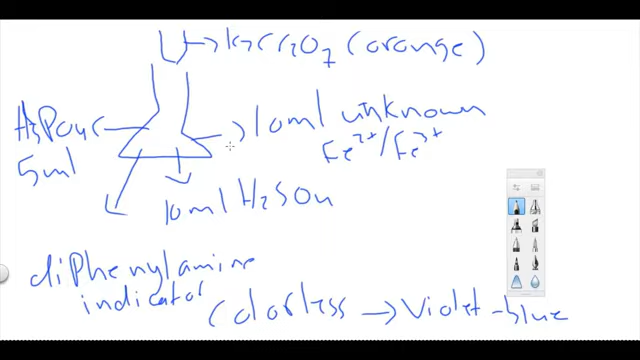 K2Cr2O7 (orange)
H3PO4
5ml
10ml unknown
Fe2+/Fe3+
10ml H2SO4
diphenylamine
indicator
Colorless → Violet-blue